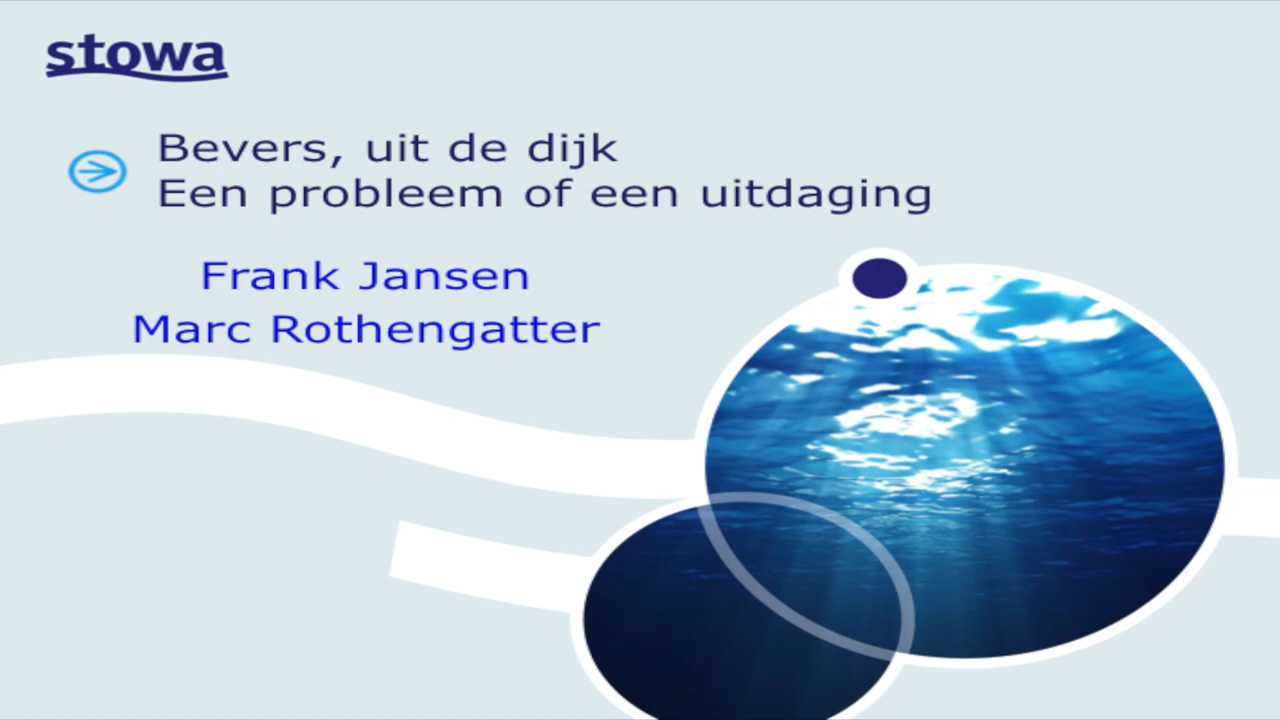 stowa
Bevers, uit de dijk
Een probleem of een uitdaging
Frank Jansen
Marc Rothengatter